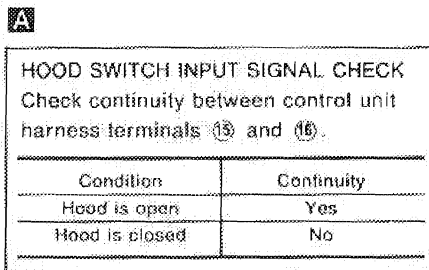 A
HOOD SWITCH INPUT SIGNAL CHECK
Check continuity between control unit
harness terminals ⑮ and ⑯.
Condition Continuity
Hood is open Yes
Hood is closed No